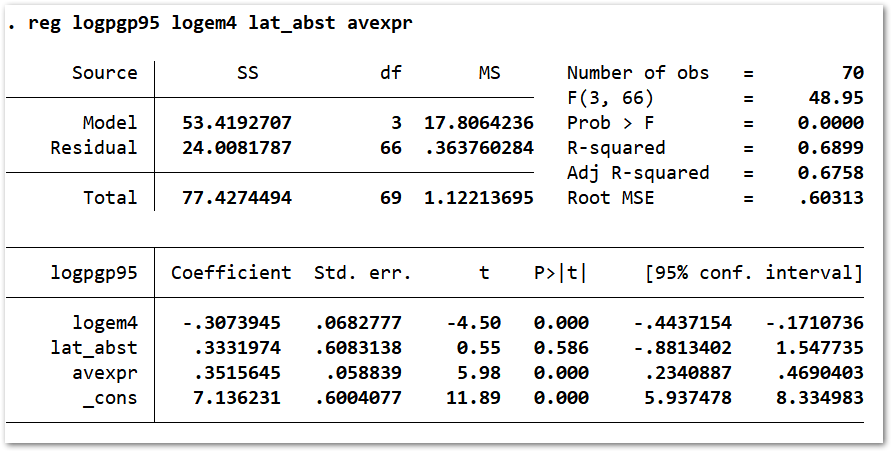 . reg logpgp95 logem4 lat_abst avexpr
Source SS df MS Number of obs = 70
F(3, 66) = 48.95
Model 53.4192707 3 17.8064236 Prob > F = 0.0000
Residual 24.0081787 66 .363760284 R-squared = 0.6899
Adj R-squared = 0.6758
Total 77.4274494 69 1.12213695 Root MSE = .60313
logpgp95 Coefficient Std. err. t P>|t| [95% conf. interval]
logem4 -.3073945 .0682777 -4.50 0.000 -.4437154 -.1710736
lat_abst .3331974 .6083138 0.55 0.586 -.8813402 1.547735
avexpr .3515645 .058839 5.98 0.000 .2340887 .4690403
_cons 7.136231 .6004077 11.89 0.000 5.937478 8.334983